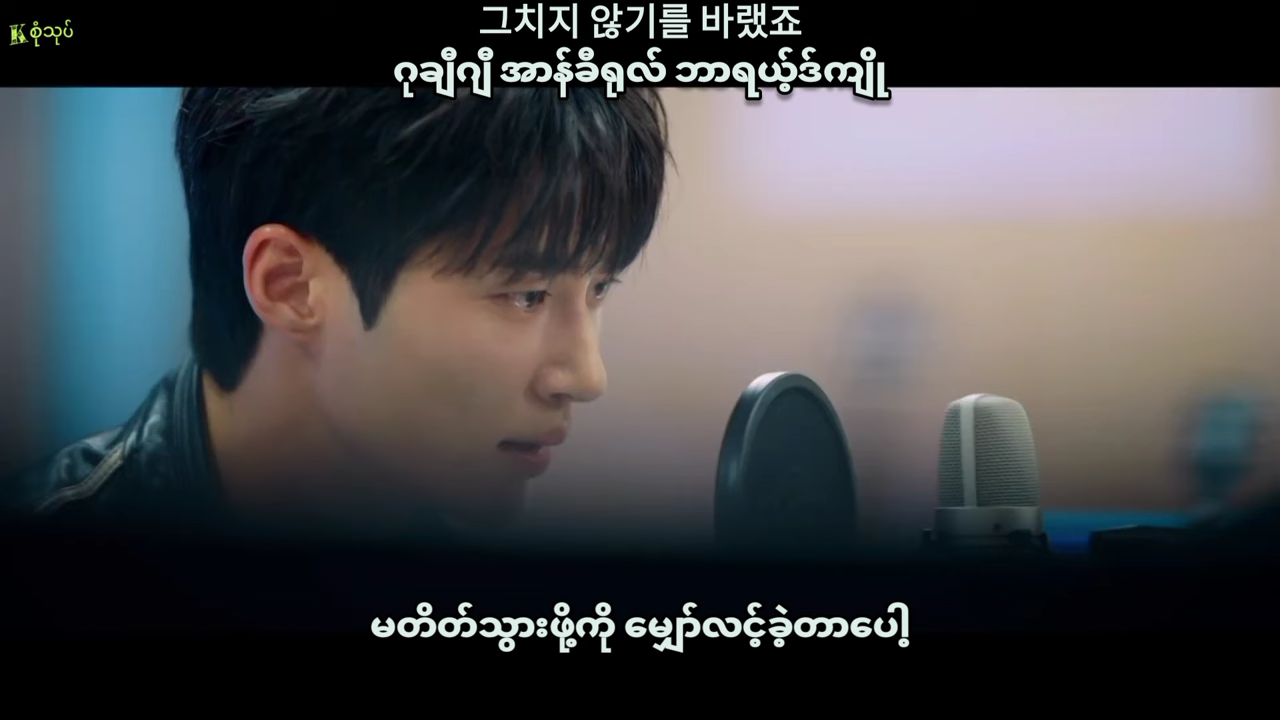 K စုံသုပ်
그치지 않기를 바랬죠
ဂုချီဂျီ အာန်ခီရုလ် ဘာရယ့်ဒ်ကျို
မတိတ်သွားဖို့ကို မျှော်လင့်ခဲ့တာပေါ့